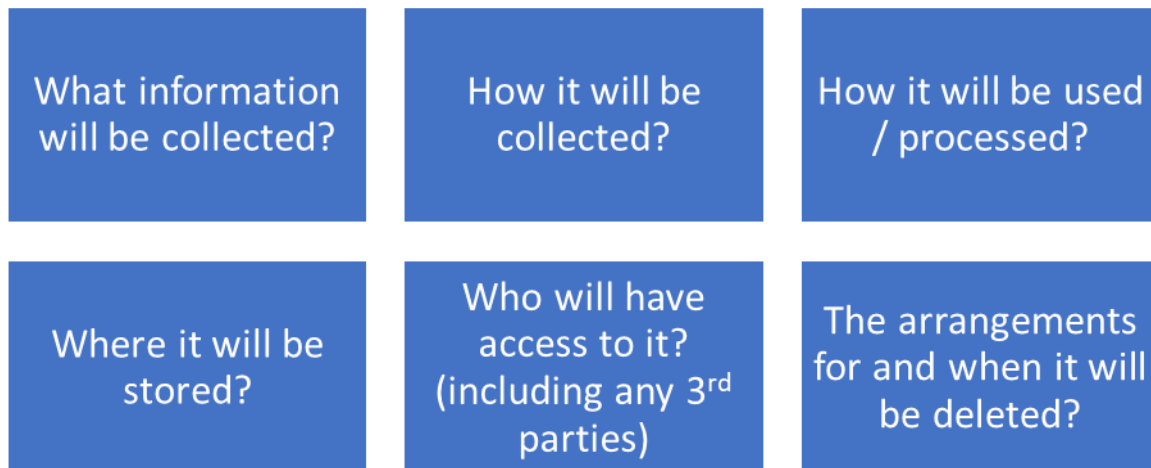 What information
will be collected?
How it will be
collected?
How it will be used
/ processed?
Where it will be
stored?
Who will have
access to it?
(including any 3rd
parties)
The arrangements
for and when it will
be deleted?